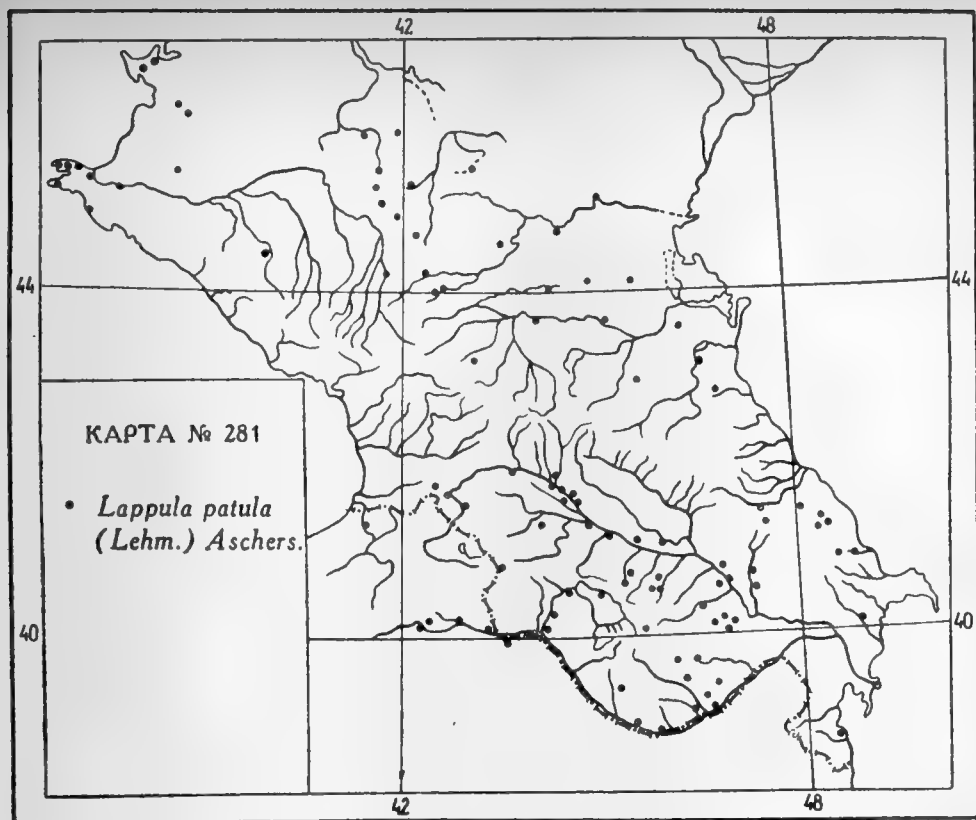 42 48
44 44
КАРТА № 281
• Lappula patula
(Lehm.) Aschers.
40 40
42 48